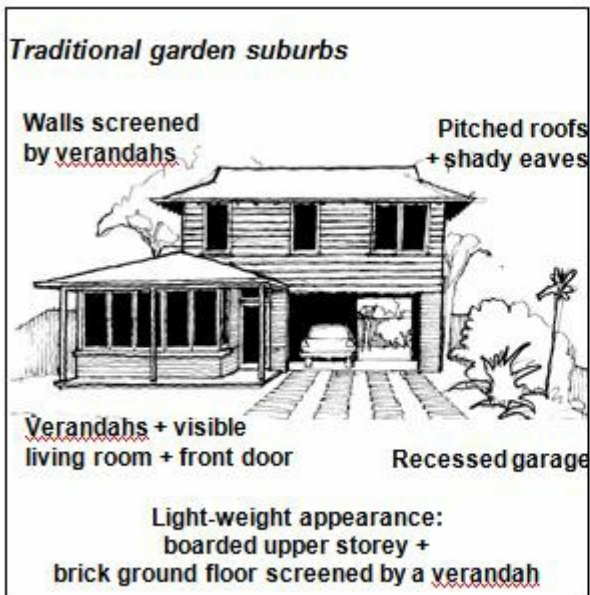 Traditional garden suburbs
Walls screened
by verandahs
Pitched roofs
+ shady eaves
Verandahs + visible
living room + front door
Recessed garage
Light-weight appearance:
boarded upper storey +
brick ground floor screened by a verandah